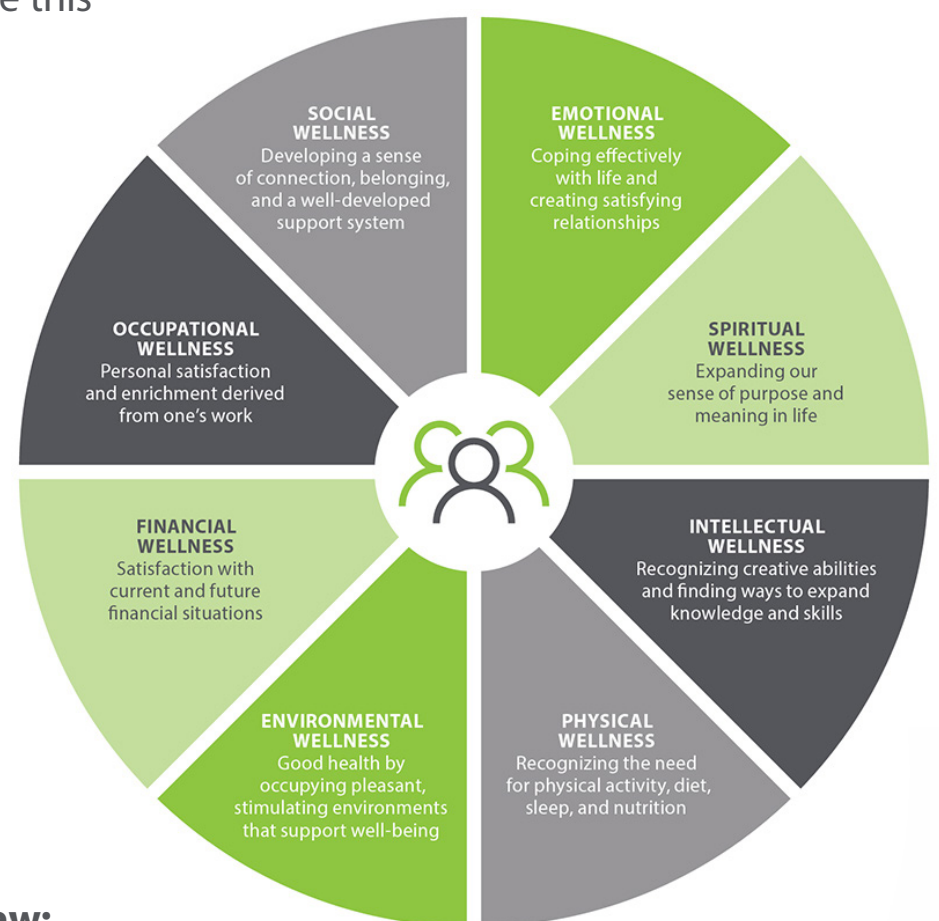 e this
SOCIAL
WELLNESS
Developing a sense
of connection, belonging,
and a well-developed
support system
EMOTIONAL
WELLNESS
Coping effectively
with life and
creating satisfying
relationships
SPIRITUAL
WELLNESS
Expanding our
sense of purpose and
meaning in life
INTELLECTUAL
WELLNESS
Recognizing creative abilities
and finding ways to expand
knowledge and skills
PHYSICAL
WELLNESS
Recognizing the need
for physical activity, diet,
sleep, and nutrition
ENVIRONMENTAL
WELLNESS
Good health by
occupying pleasant,
stimulating environments
that support well-being
FINANCIAL
WELLNESS
Satisfaction with
current and future
financial situations
OCCUPATIONAL
WELLNESS
Personal satisfaction
and enrichment derived
from one’s work